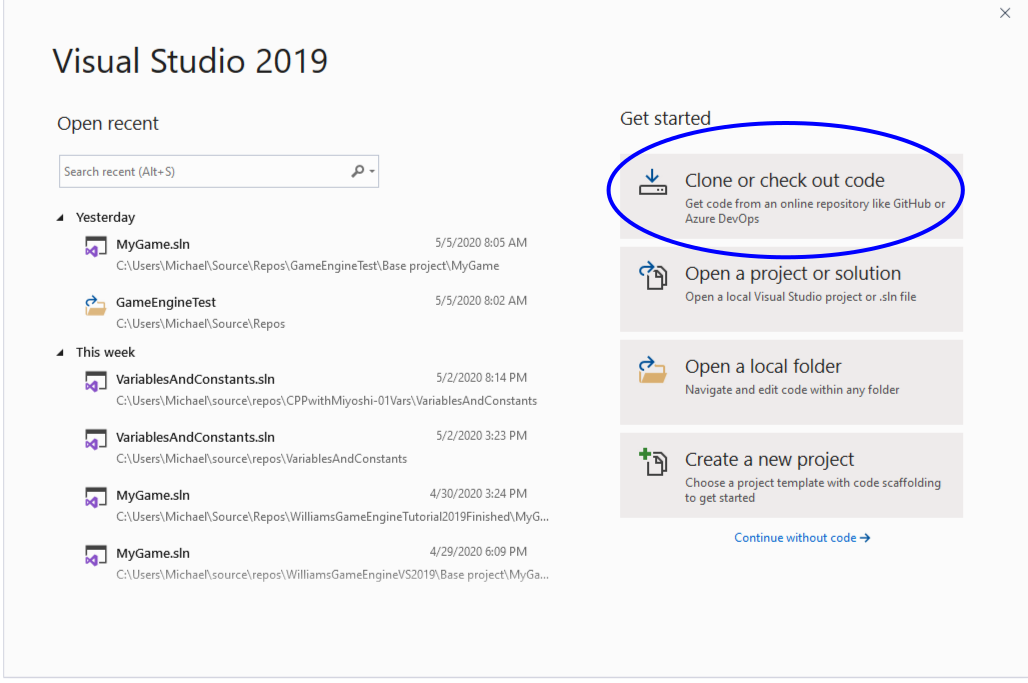 Visual Studio 2019
Open recent
Search recent (Alt+S)
Yesterday
MyGame.sln 5/5/2020 8:05 AM
C:\Users\Michael\Source\Repos\GameEngineTest\Base project\MyGame
GameEngineTest 5/5/2020 8:02 AM
C:\Users\Michael\Source\Repos
This week
VariablesAndConstants.sln 5/2/2020 8:14 PM
C:\Users\Michael\source\repos\CPPwithMiyoshi-01Vars\VariablesAndConstants
VariablesAndConstants.sln 5/2/2020 3:23 PM
C:\Users\Michael\source\repos\VariablesAndConstants
MyGame.sln 4/30/2020 3:24 PM
C:\Users\Michael\Source\Repos\WilliamsGameEngineTutorial2019Finished\MyG...
MyGame.sln 4/29/2020 6:09 PM
C:\Users\Michael\source\repos\WilliamsGameEngineVS2019\Base project\MyGa...
Get started
Clone or check out code
Get code from an online repository like GitHub or
Azure DevOps
Open a project or solution
Open a local Visual Studio project or .sln file
Open a local folder
Navigate and edit code within any folder
Create a new project
Choose a project template with code scaffolding
to get started
Continue without code →